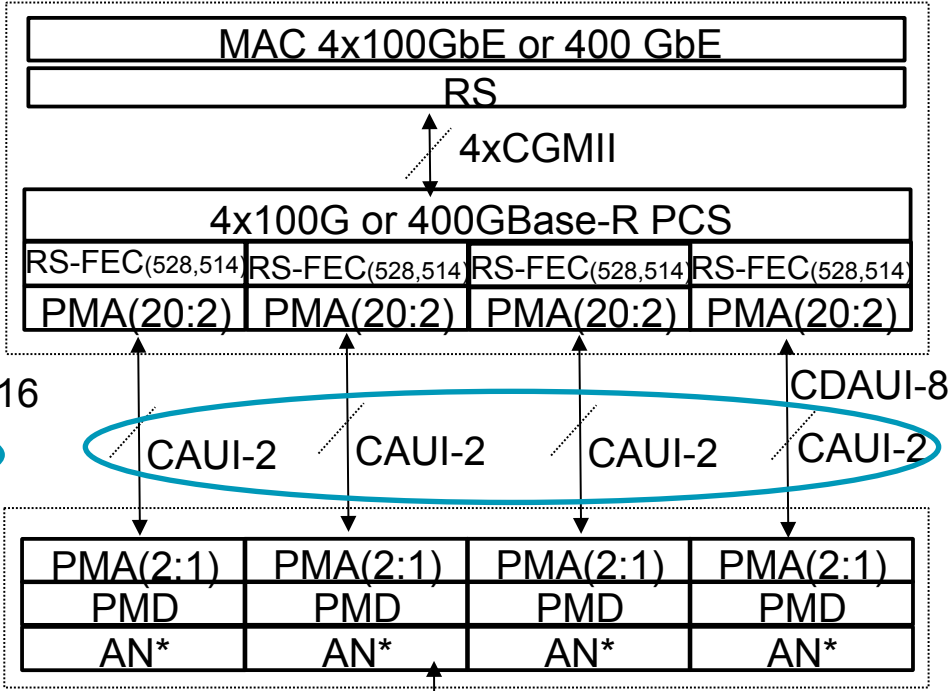 MAC 4x100GbE or 400 GbE
RS
4xCGMII
4x100G or 400GBase-R PCS
RS-FEC(528,514) RS-FEC(528,514) RS-FEC(528,514) RS-FEC(528,514)
PMA(20:2) PMA(20:2) PMA(20:2) PMA(20:2)
16 CDAUI-8
CAUI-2 CAUI-2 CAUI-2 CAUI-2
PMA(2:1) PMA(2:1) PMA(2:1) PMA(2:1)
PMD PMD PMD PMD
AN* AN* AN* AN*